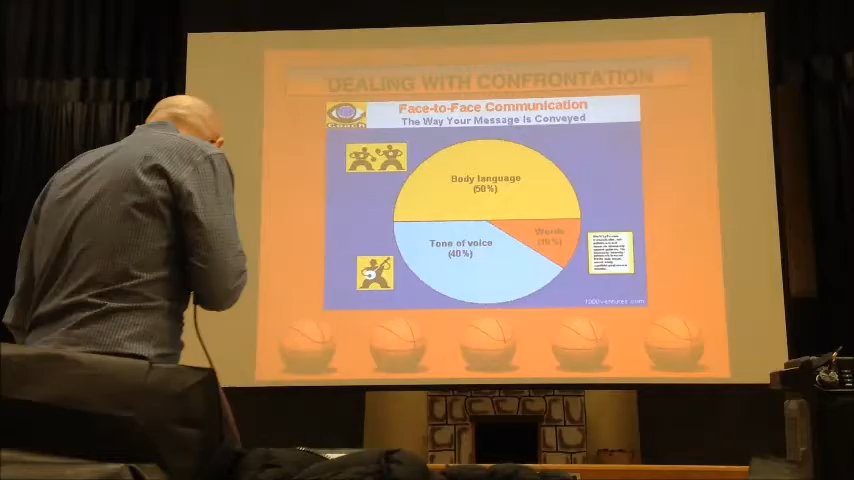 DEALING WITH CONFRONTATION
Face-to-Face Communication
The Way Your Message Is Conveyed
COACH
Body language
(50%)
Tone of voice
(40%)
Words
(10%)
1000ventures.com